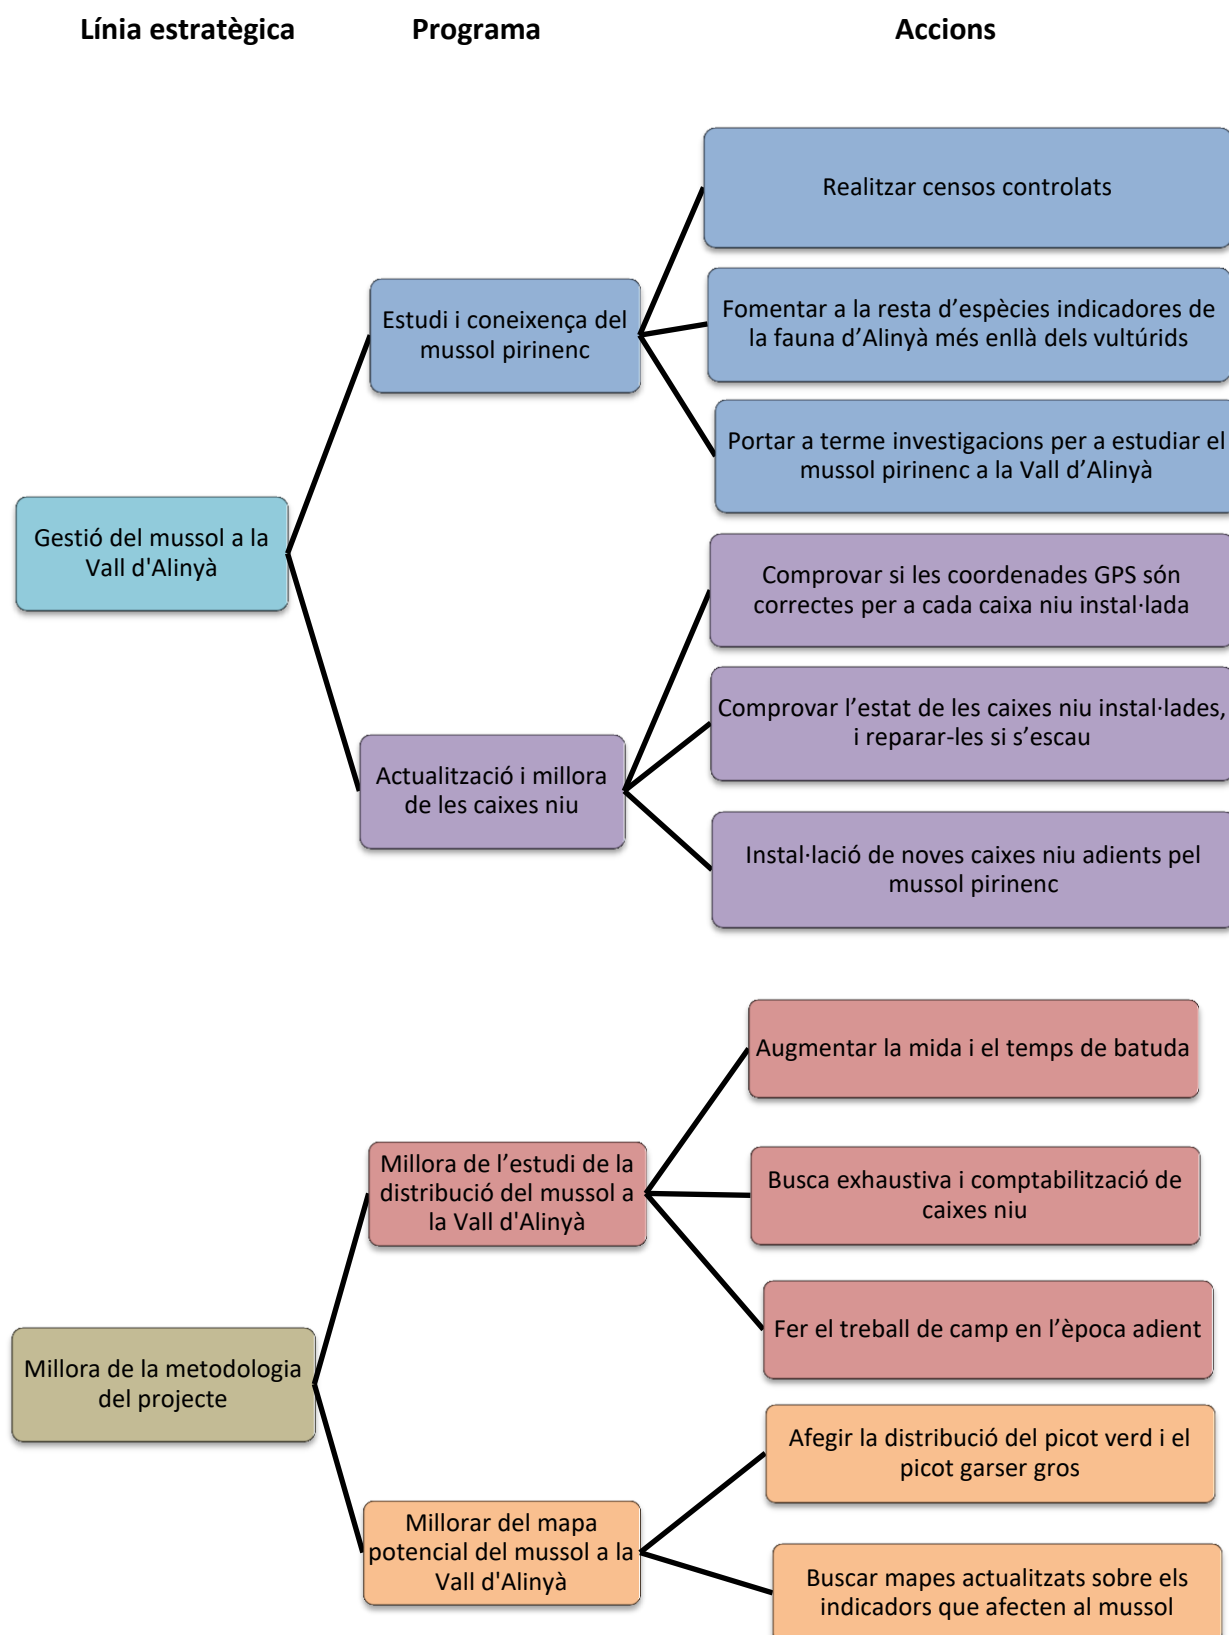 Línia estratègica
Programa
Accions
Realitzar censos controlats
Estudi i coneixença del
mussol pirinenc
Fomentar a la resta d’espècies indicadores de
la fauna d’Alinyà més enllà dels vultúrids
Portar a terme investigacions per a estudiar el
mussol pirinenc a la Vall d’Alinyà
Gestió del mussol a la
Vall d'Alinyà
Comprovar si les coordenades GPS són
correctes per a cada caixa niu instal·lada
Comprovar l’estat de les caixes niu instal·lades,
i reparar-les si s’escau
Actualització i millora
de les caixes niu
Instal·lació de noves caixes niu adients pel
mussol pirinenc
Augmentar la mida i el temps de batuda
Millora de l’estudi de la
distribució del mussol a
la Vall d'Alinyà
Busca exhaustiva i comptabilització de
caixes niu
Fer el treball de camp en l’època adient
Millora de la metodologia
del projecte
Afegir la distribució del picot verd i el
picot garser gros
Millorar del mapa
potencial del mussol a la
Vall d'Alinyà
Buscar mapes actualitzats sobre els
indicadors que afecten al mussol